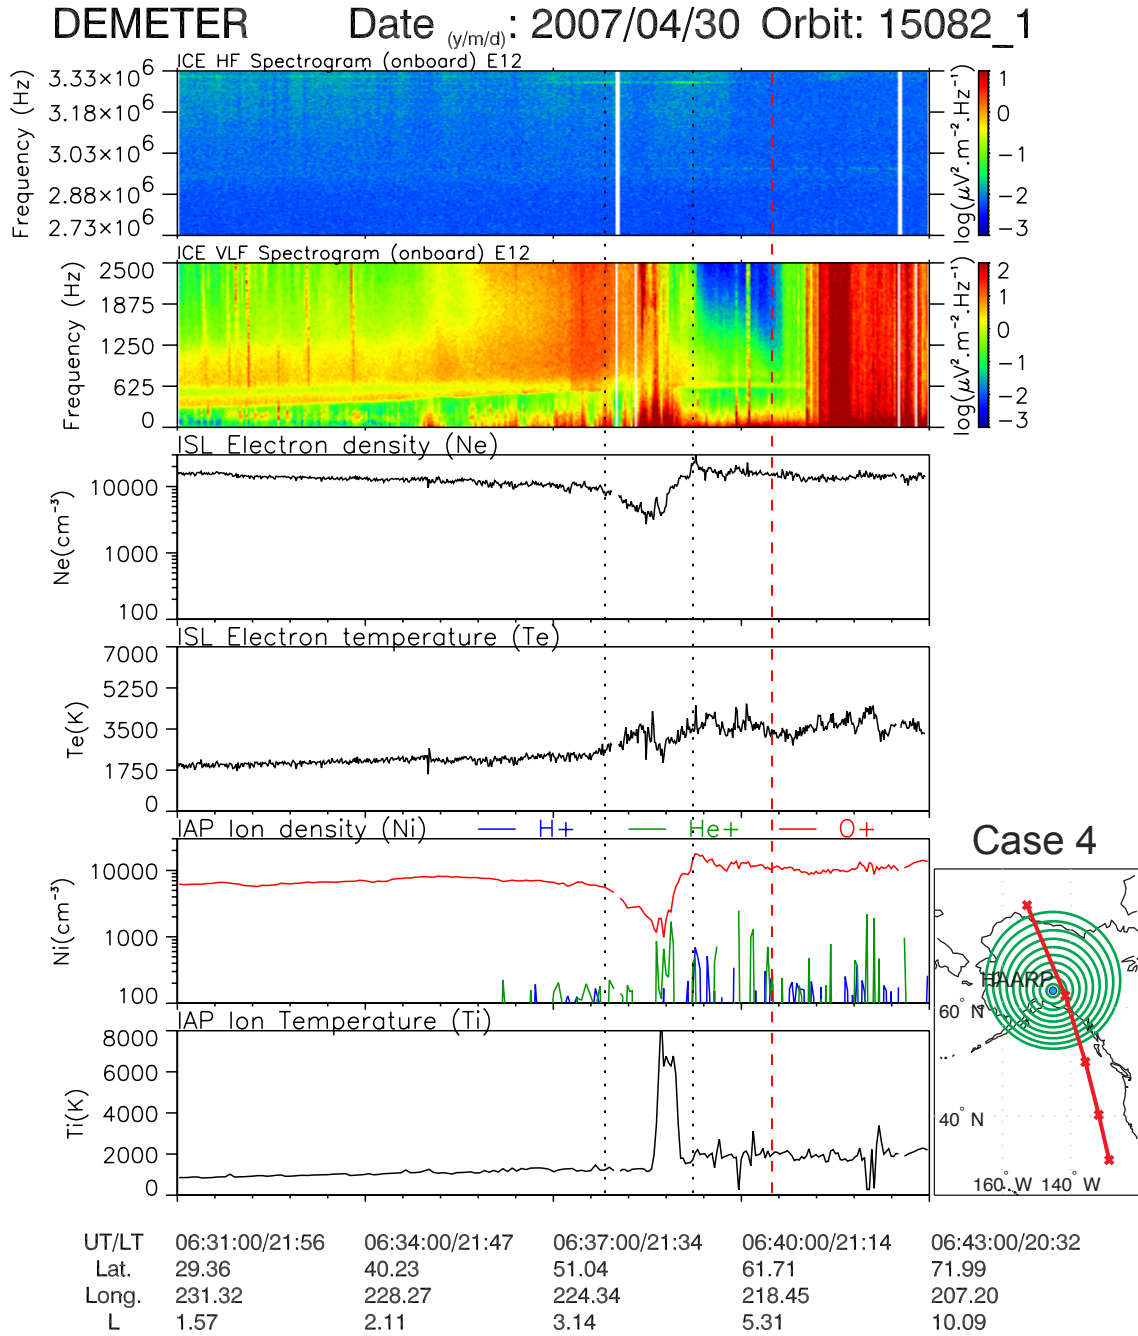 DEMETER Date (y/m/d): 2007/04/30 Orbit: 15082_1
ICE HF Spectrogram (onboard) E12
Frequency (Hz)
3.33×10⁶
3.18×10⁶
3.03×10⁶
2.88×10⁶
2.73×10⁶
1
0
−1
−2
−3
log(μV².m⁻².Hz⁻¹)
ICE VLF Spectrogram (onboard) E12
Frequency (Hz)
2500
1875
1250
625
0
2
1
0
−1
−2
−3
log(μV².m⁻².Hz⁻¹)
ISL Electron density (Ne)
Ne(cm⁻³)
10000
1000
100
ISL Electron temperature (Te)
Te(K)
7000
5250
3500
1750
0
IAP Ion density (Ni) H+ He+ O+
Ni(cm⁻³)
10000
1000
100
IAP Ion Temperature (Ti)
Ti(K)
8000
6000
4000
2000
0
Case 4
HAARP
60° N
40° N
160° W 140° W
UT/LT 06:31:00/21:56 06:34:00/21:47 06:37:00/21:34 06:40:00/21:14 06:43:00/20:32
Lat. 29.36 40.23 51.04 61.71 71.99
Long. 231.32 228.27 224.34 218.45 207.20
L 1.57 2.11 3.14 5.31 10.09